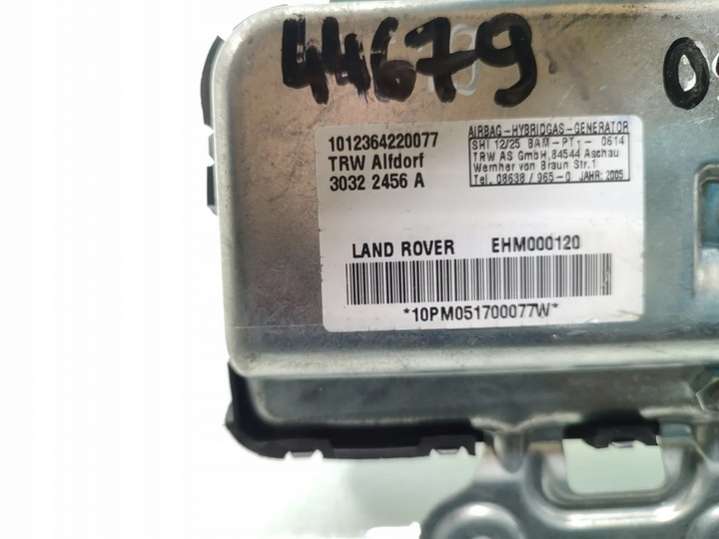 44679
1012364220077
TRW Alfdorf
3032 2456 A
AIRBAG-HYBRIDGAS-GENERATOR
SHI 12/25 BAM-PT1- 0614
TRW AS GmbH,84544 Aschau
Wernher von Braun Str.1
Tel. 08638 / 965-0 JAHR: 2005
LAND ROVER EHM000120
*10PM051700077W*